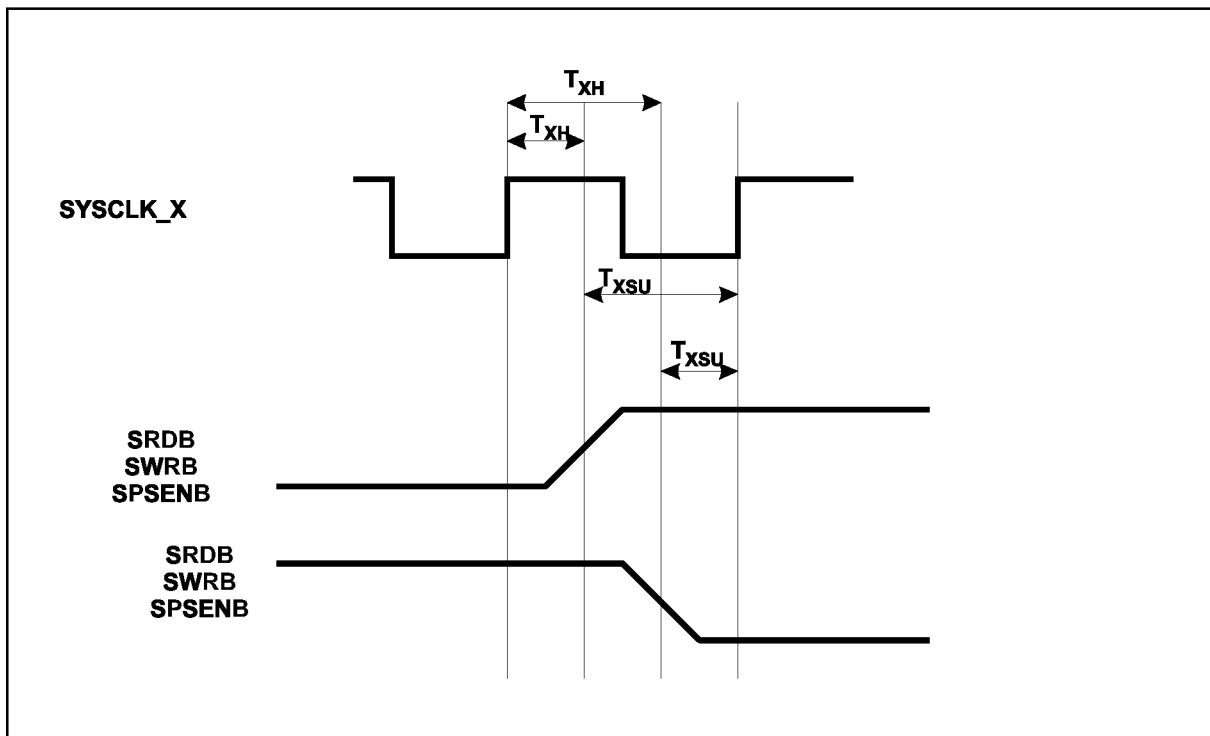 TXH
TXH
SYSCLK_X
TXSU
TXSU
SRDB
SWRB
SPSENB
SRDB
SWRB
SPSENB